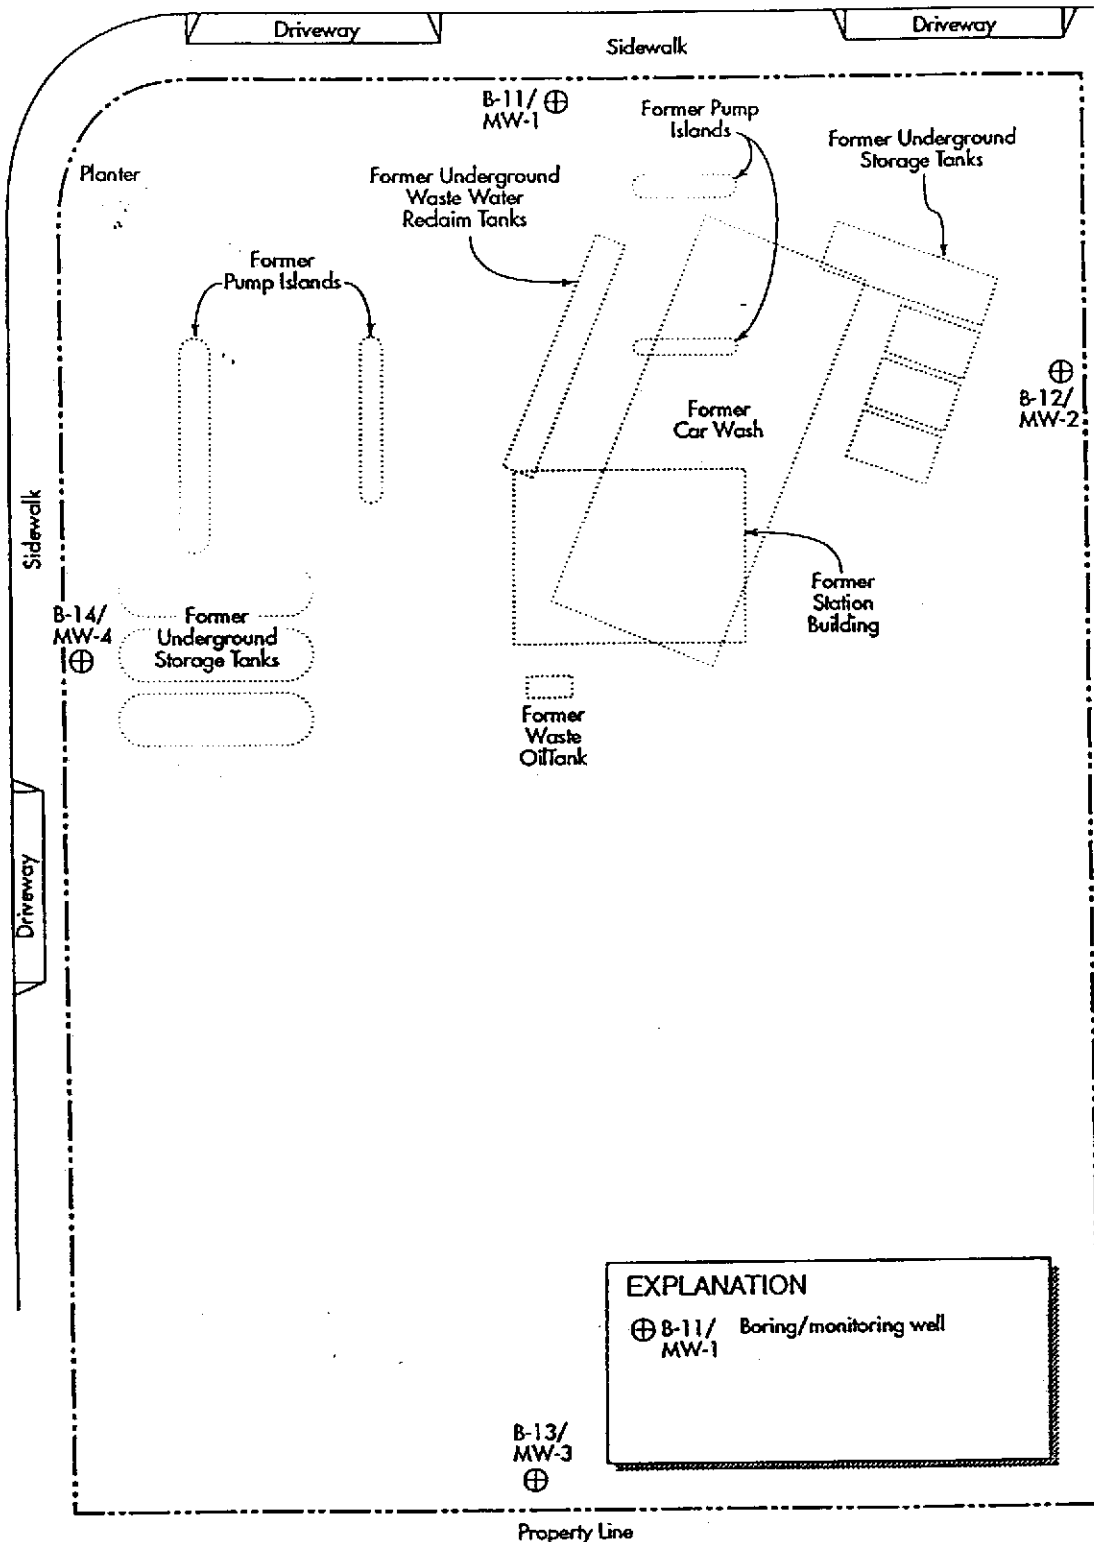 Driveway
Driveway
Sidewalk
B-11/
MW-1
Former Pump
Islands
Former Underground
Storage Tanks
Planter
Former Underground
Waste Water
Reclaim Tanks
Former
Pump Islands
B-12/
MW-2
Former
Car Wash
Sidewalk
Former
Station
Building
B-14/
MW-4
Former
Underground
Storage Tanks
Former
Waste
Oil Tank
Driveway
EXPLANATION
B-11/ Boring/monitoring well
MW-1
B-13/
MW-3
Property Line